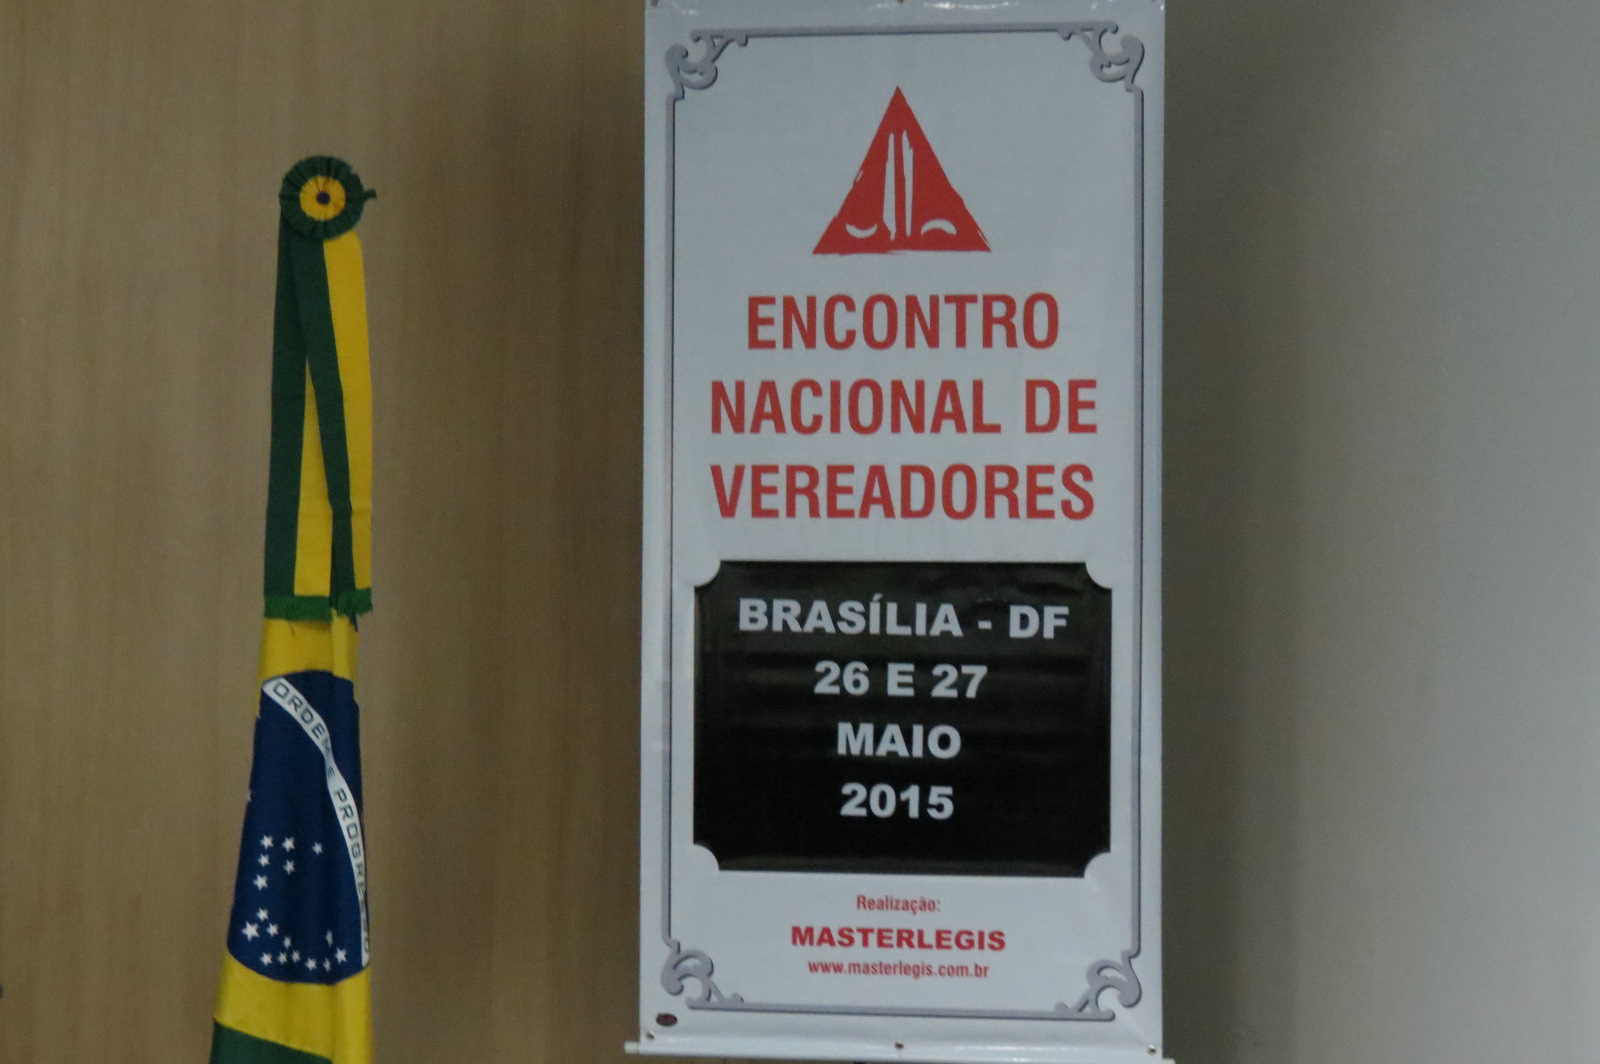 ENCONTRO
NACIONAL DE
VEREADORES
BRASÍLIA - DF
26 E 27
MAIO
2015
Realização:
MASTERLEGIS
www.masterlegis.com.br
ORDEM E PROGRESSO